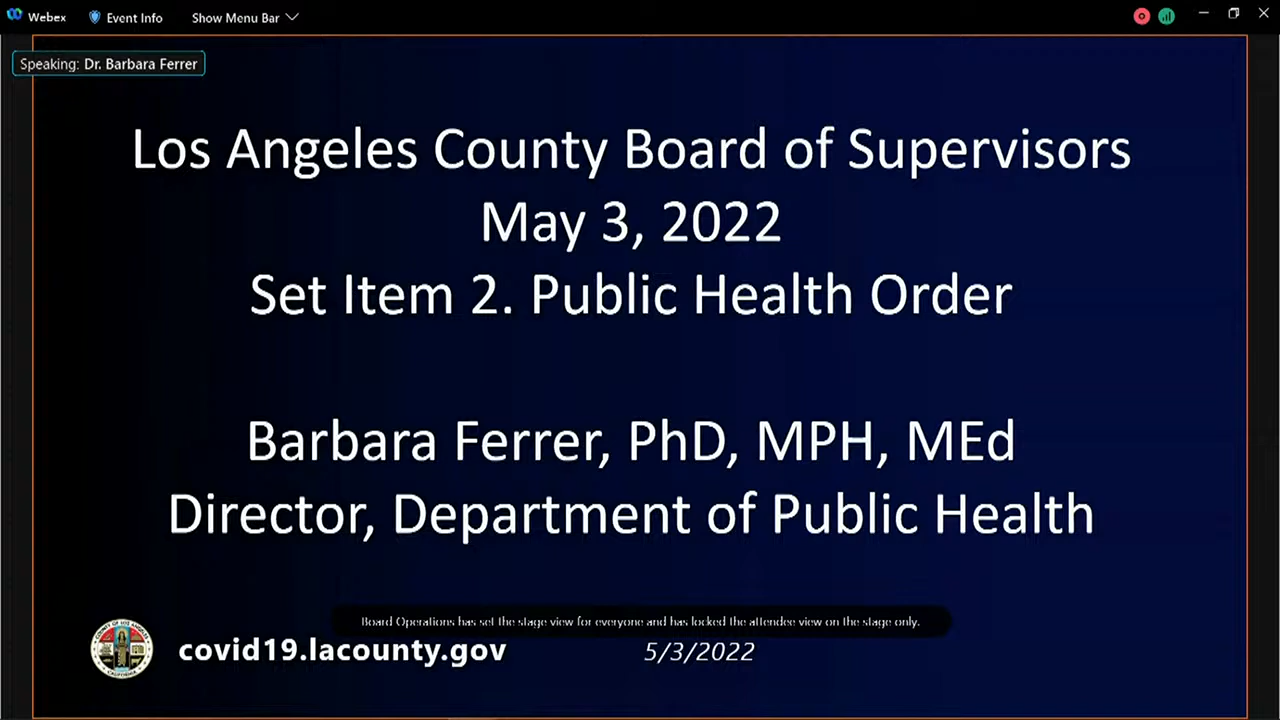 Webex
Event Info
Show Menu Bar
Speaking: Dr. Barbara Ferrer
Los Angeles County Board of Supervisors
May 3, 2022
Set Item 2. Public Health Order
Barbara Ferrer, PhD, MPH, MEd
Director, Department of Public Health
Board Operations has set the stage view for everyone and has locked the attendee view on the stage only.
covid19.lacounty.gov
5/3/2022